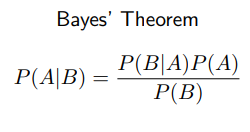 Bayes' Theorem
P(A|B) = P(B|A)P(A) / P(B)